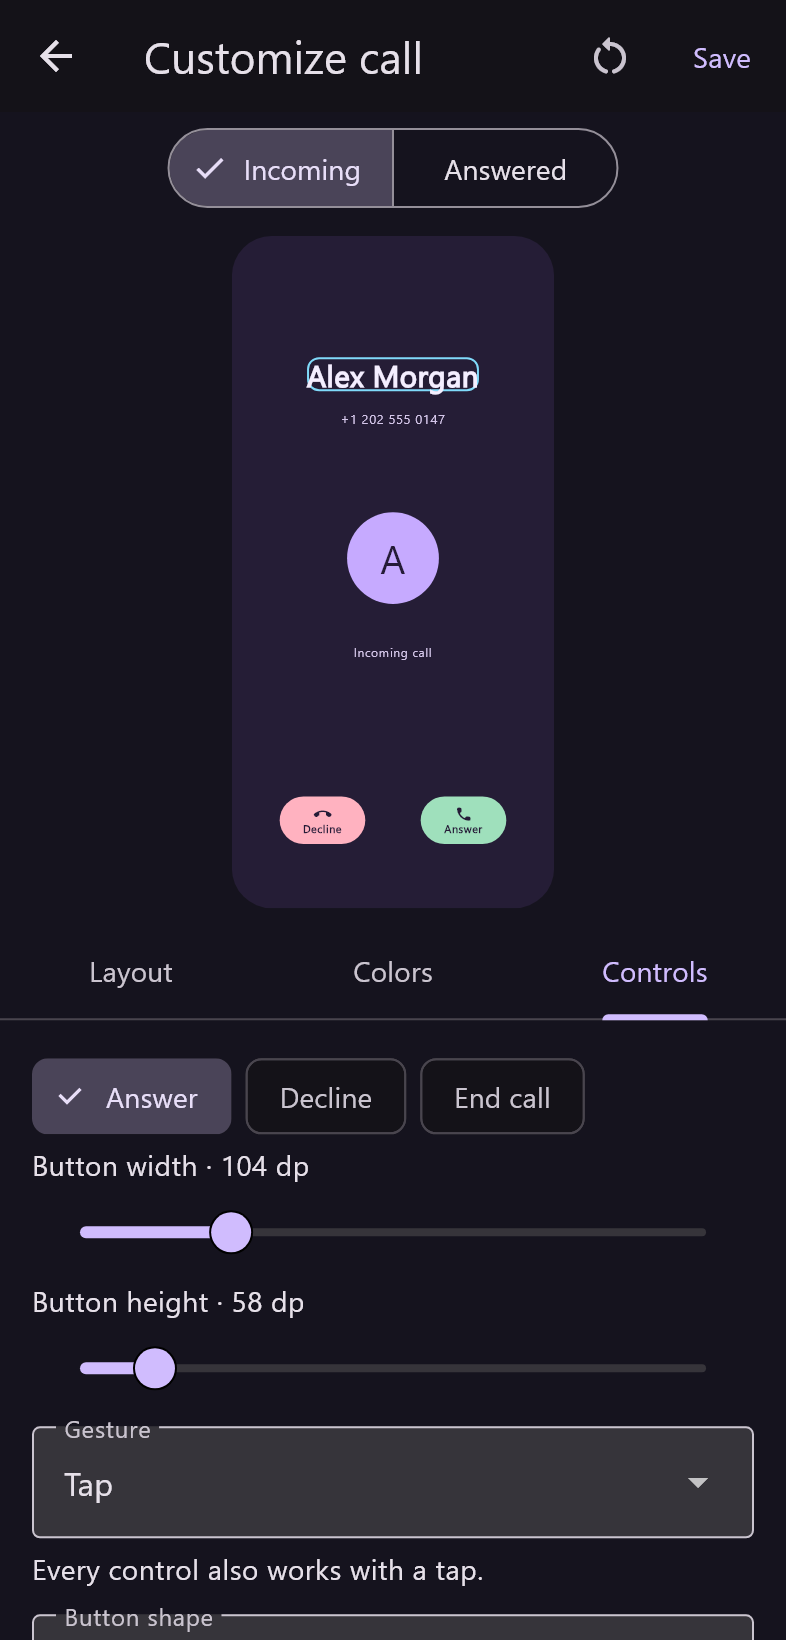 Customize call
Save
Incoming
Answered
Alex Morgan
+1 202 555 0147
A
Incoming call
Decline
Answer
Layout
Colors
Controls
Answer
Decline
End call
Button width · 104 dp
Button height · 58 dp
Gesture
Tap
Every control also works with a tap.
Button shape